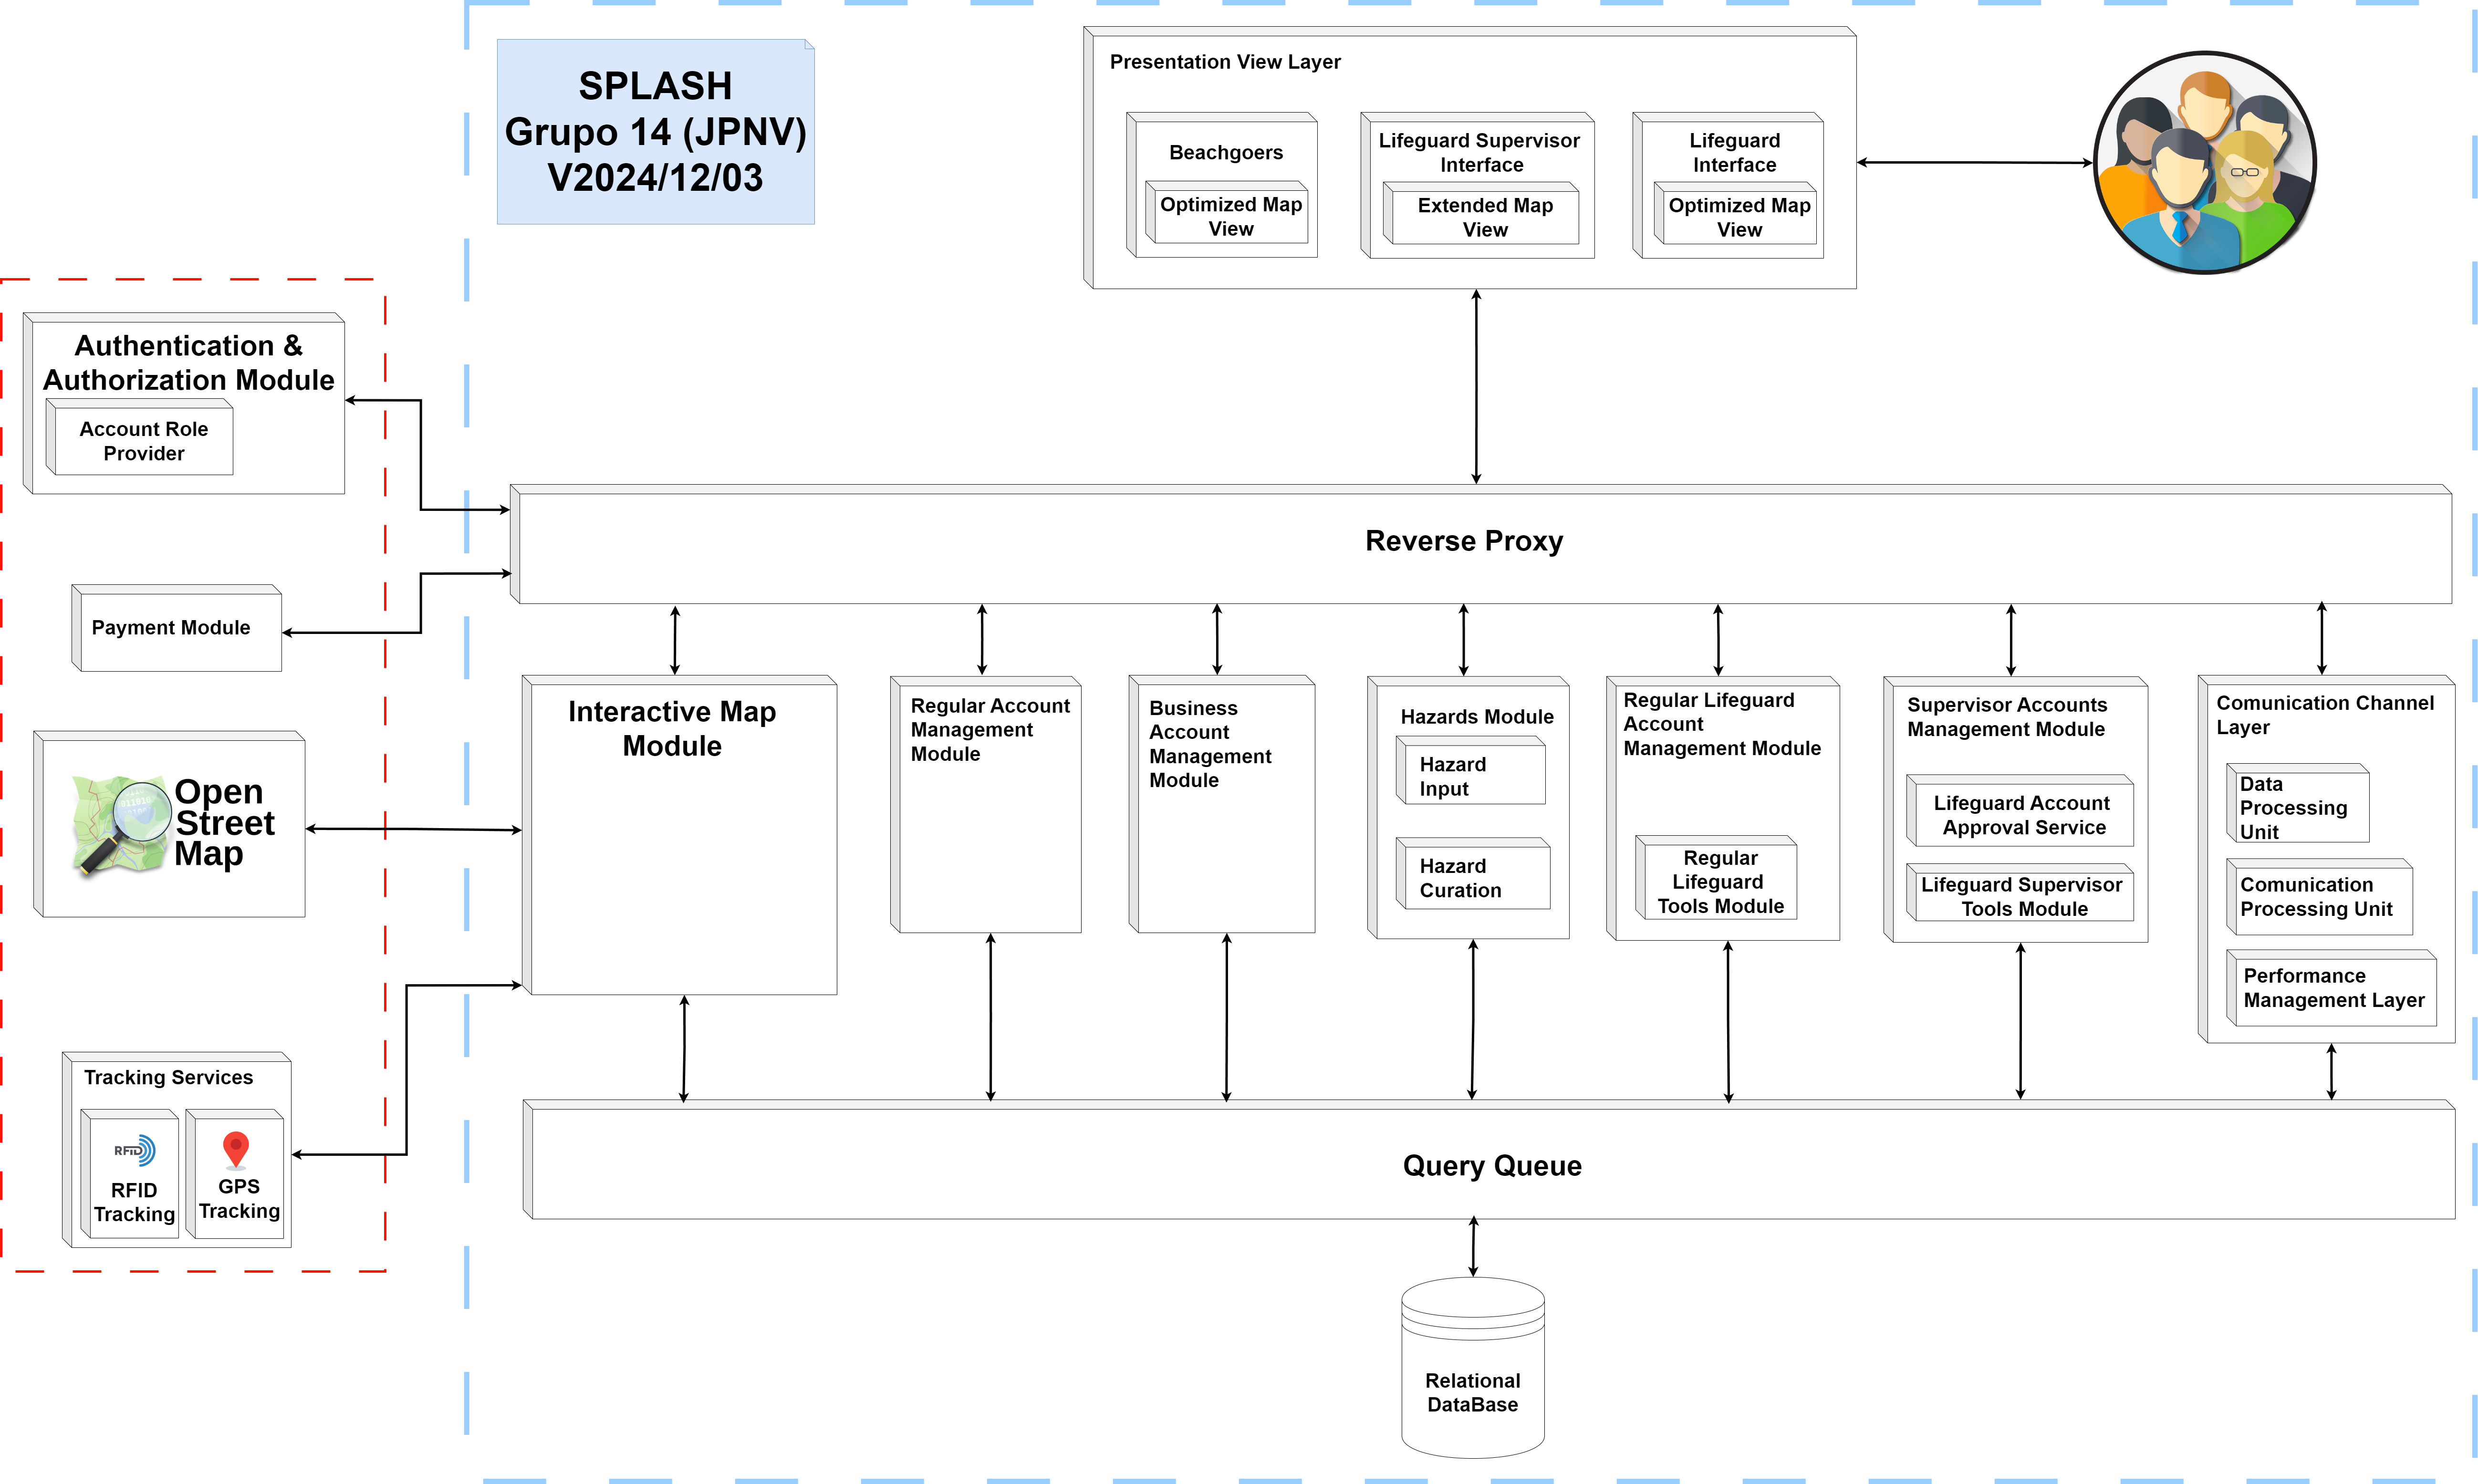 SPLASH
Grupo 14 (JPNV)
V2024/12/03
Presentation View Layer
Beachgoers
Optimized Map
View
Lifeguard Supervisor
Interface
Extended Map
View
Lifeguard
Interface
Optimized Map
View
Authentication &
Authorization Module
Account Role
Provider
Reverse Proxy
Payment Module
Open
Street
Map
Tracking Services
RFID
RFID
Tracking
GPS
Tracking
Interactive Map
Module
Regular Account
Management
Module
Business
Account
Management
Module
Hazards Module
Hazard
Input
Hazard
Curation
Regular Lifeguard
Account
Management Module
Regular
Lifeguard
Tools Module
Supervisor Accounts
Management Module
Lifeguard Account
Approval Service
Lifeguard Supervisor
Tools Module
Comunication Channel
Layer
Data
Processing
Unit
Comunication
Processing Unit
Performance
Management Layer
Query Queue
Relational
DataBase